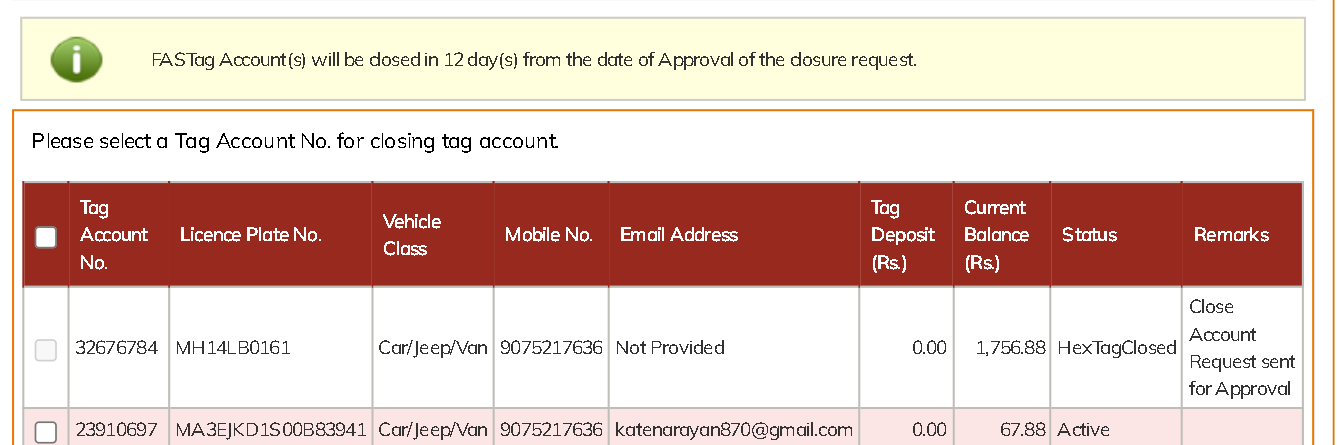 FASTag Account(s) will be closed in 12 day(s) from the date of Approval of the closure request.
Please select a Tag Account No. for closing tag account.
Tag Account No. Licence Plate No. Vehicle Class Mobile No. Email Address Tag Deposit (Rs.) Current Balance (Rs.) Status Remarks
32676784 MH14LB0161 Car/Jeep/Van 9075217636 Not Provided 0.00 1,756.88 HexTagClosed Close Account Request sent for Approval
23910697 MA3EJKD1S00B83941 Car/Jeep/Van 9075217636 katenarayan870@gmail.com 0.00 67.88 Active